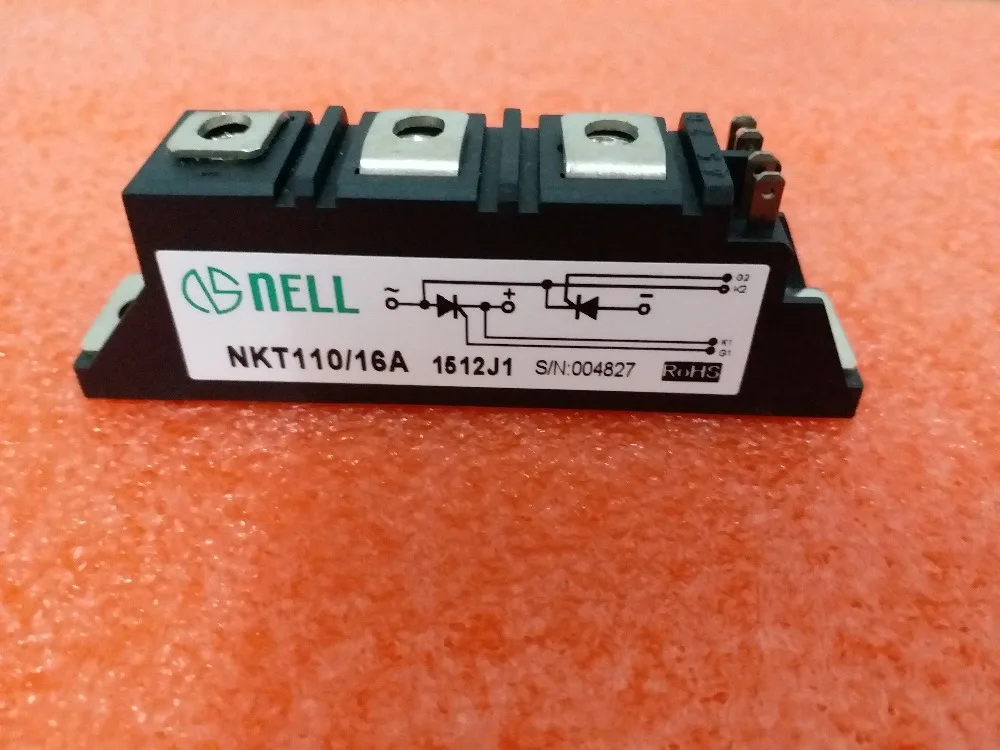 NELL
~ + -
G2
K2
K1
G1
NKT110/16A 1512J1 S/N:004827 RoHS